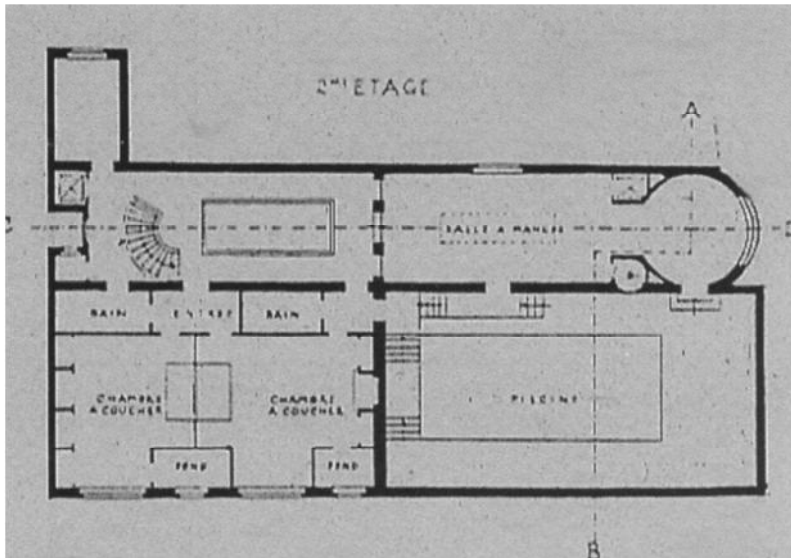 2ME ETAGE
A
SALLE A MANGER
BAIN
ENTREE
BAIN
CHAMBRE
A COUCHER
CHAMBRE
A COUCHER
PISCINE
B